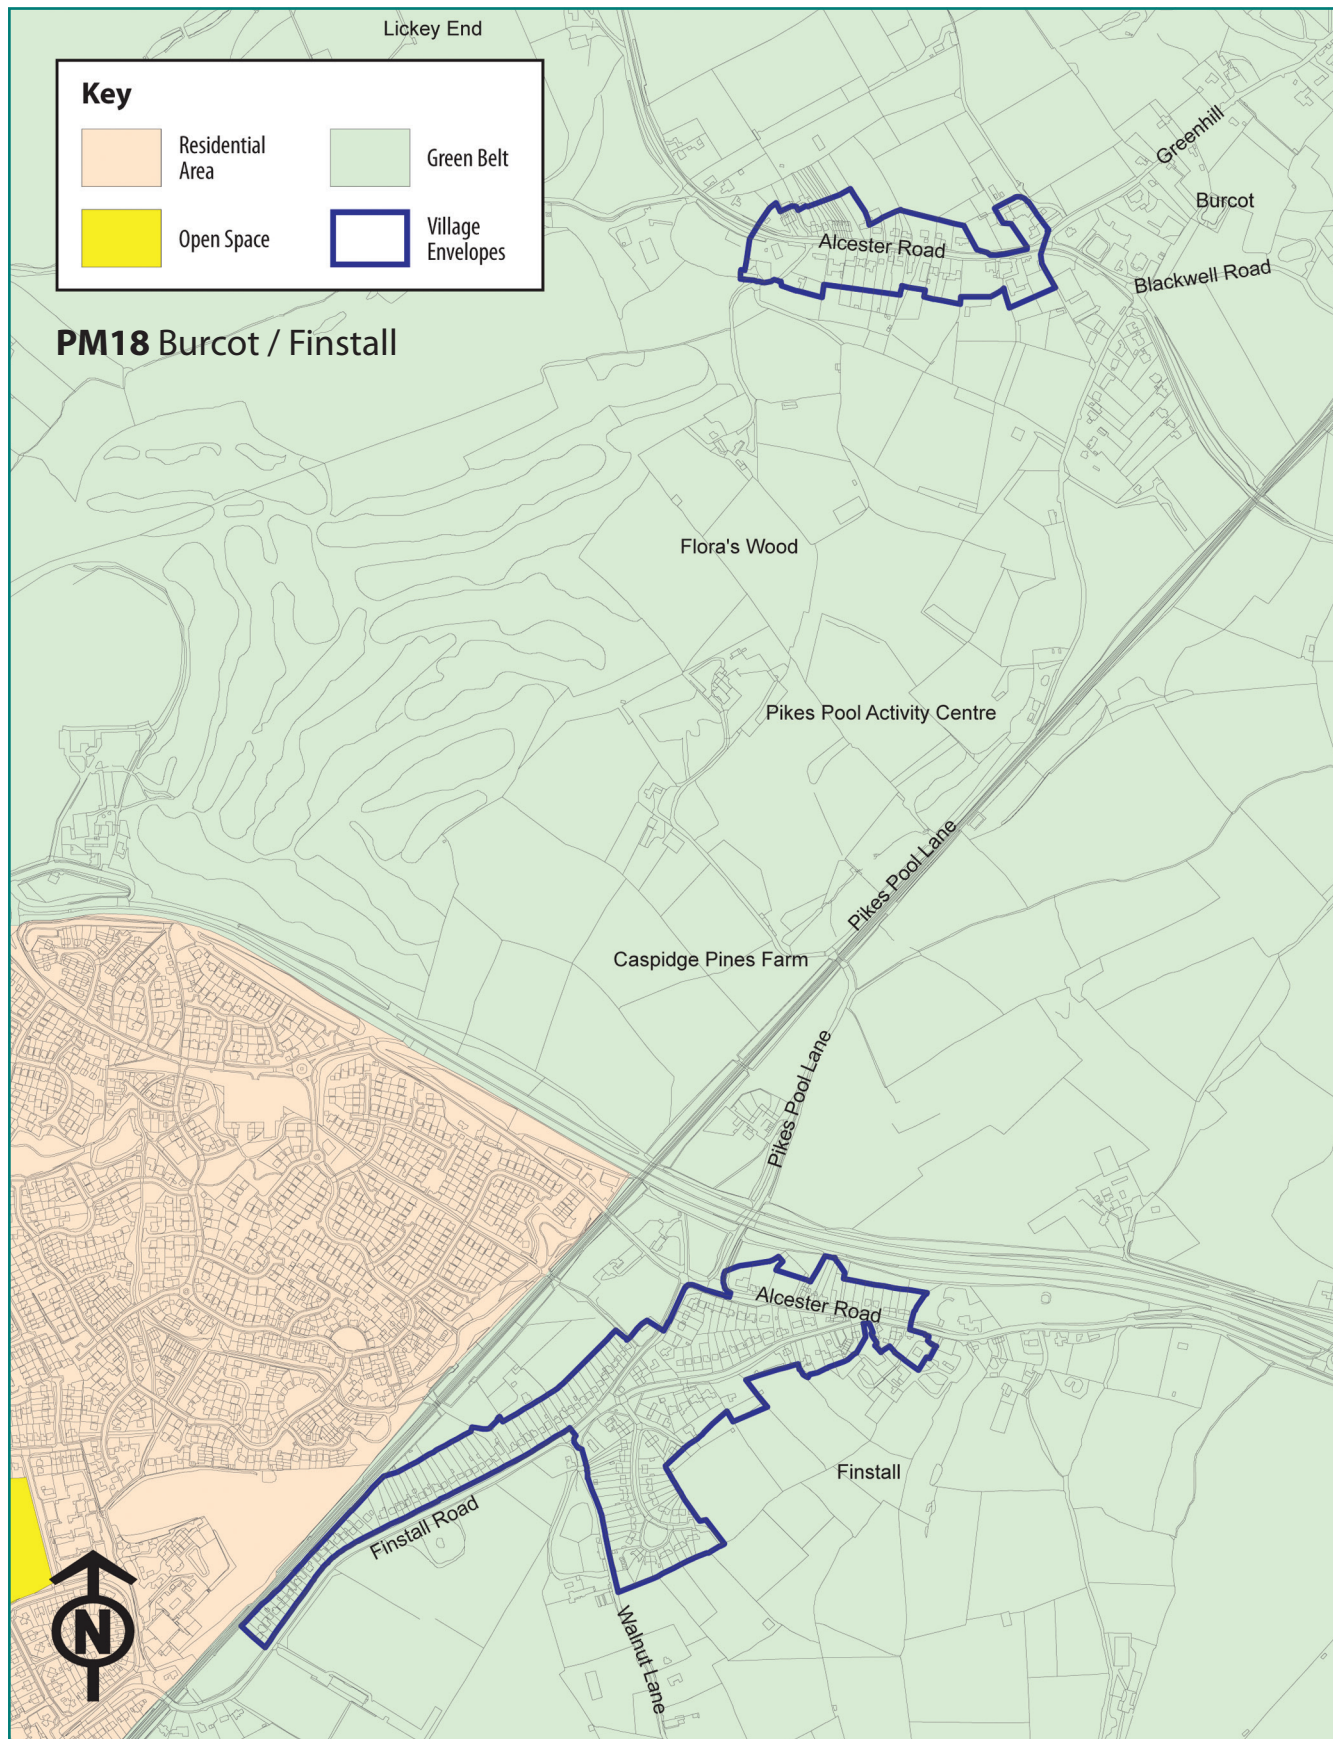 Lickey End
Key
Residential
Area
Green Belt
Open Space
Village
Envelopes
PM18 Burcot / Finstall
Greenhill
Burcot
Alcester Road
Blackwell Road
Flora's Wood
Pikes Pool Activity Centre
Pikes Pool Lane
Caspidge Pines Farm
Pikes Pool Lane
Alcester Road
Finstall
Finstall Road
Walnut Lane
N